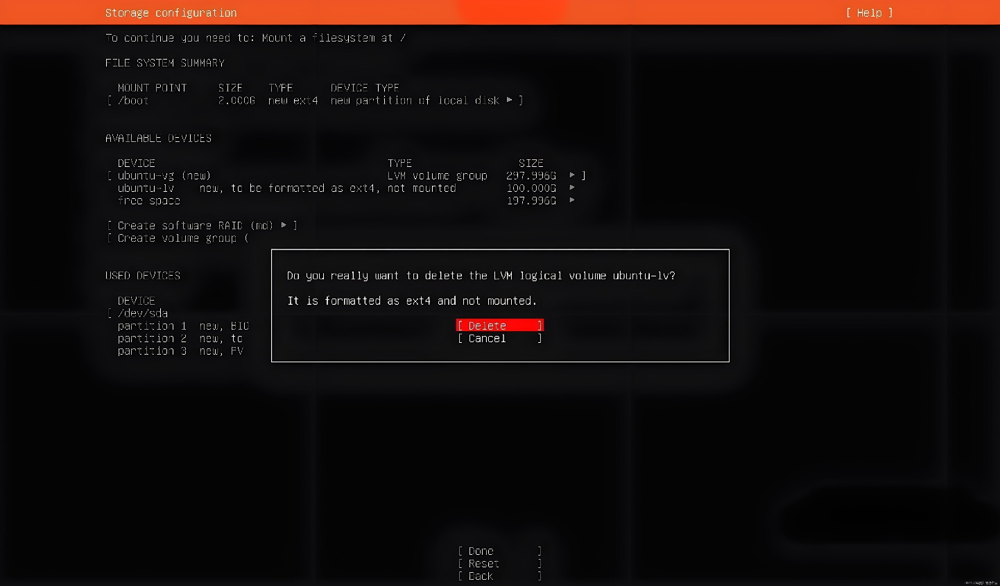 Storage configuration [ Help ]
To continue you need to: Mount a filesystem at /
FILE SYSTEM SUMMARY
MOUNT POINT SIZE TYPE DEVICE TYPE
[ /boot 2.000G new ext4 new partition of local disk ▸ ]
AVAILABLE DEVICES
DEVICE TYPE SIZE
[ ubuntu-vg (new) LVM volume group 297.996G ▸ ]
ubuntu-lv new, to be formatted as ext4, not mounted 100.000G ▸
free space 197.996G ▸
[ Create software RAID (md) ▸ ]
[ Create volume group (
Do you really want to delete the LVM logical volume ubuntu-lv?
It is formatted as ext4 and not mounted.
[ Delete ]
[ Cancel ]
USED DEVICES
DEVICE
[ /dev/sda
partition 1 new, BIO
partition 2 new, to
partition 3 new, PV
[ Done ]
[ Reset ]
[ Back ]